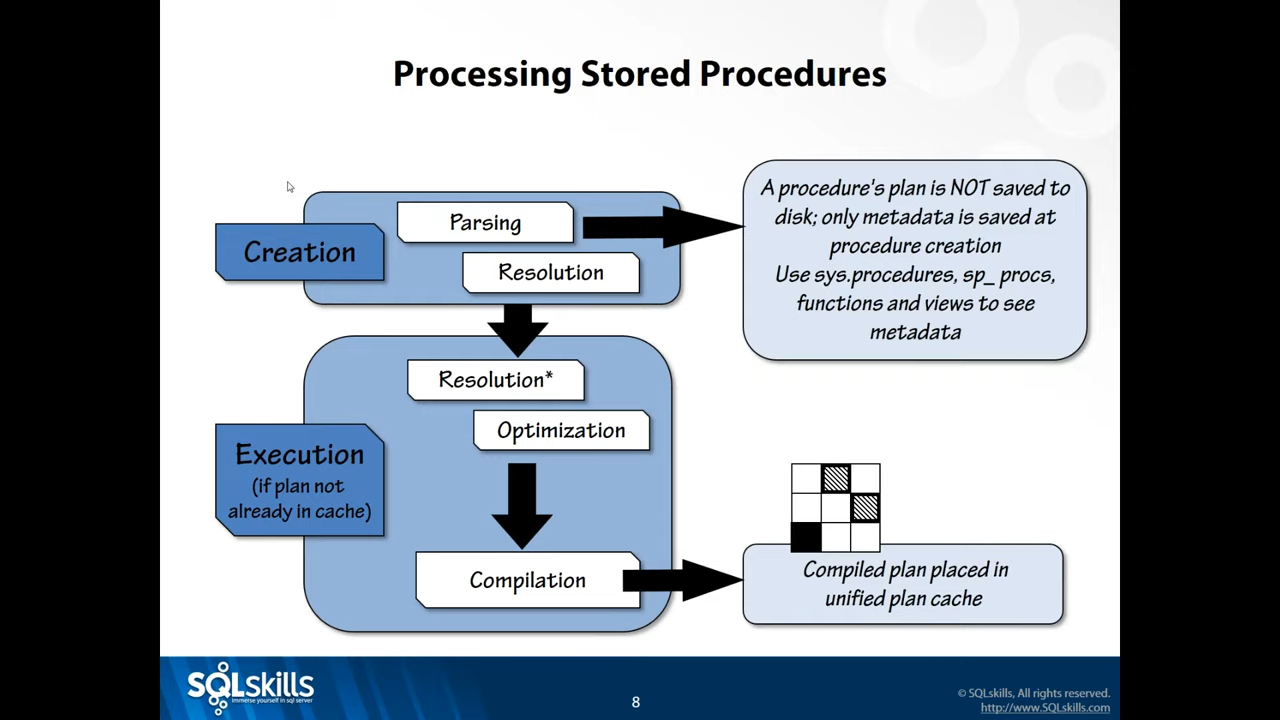 Processing Stored Procedures
Creation
Parsing
Resolution
A procedure's plan is NOT saved to
disk; only metadata is saved at
procedure creation
Use sys.procedures, sp_ procs,
functions and views to see
metadata
Execution
(if plan not
already in cache)
Resolution*
Optimization
Compilation
Compiled plan placed in
unified plan cache
SQLskills
immerse yourself in sql server
8
© SQLskills, All rights reserved.
http://www.SQLskills.com